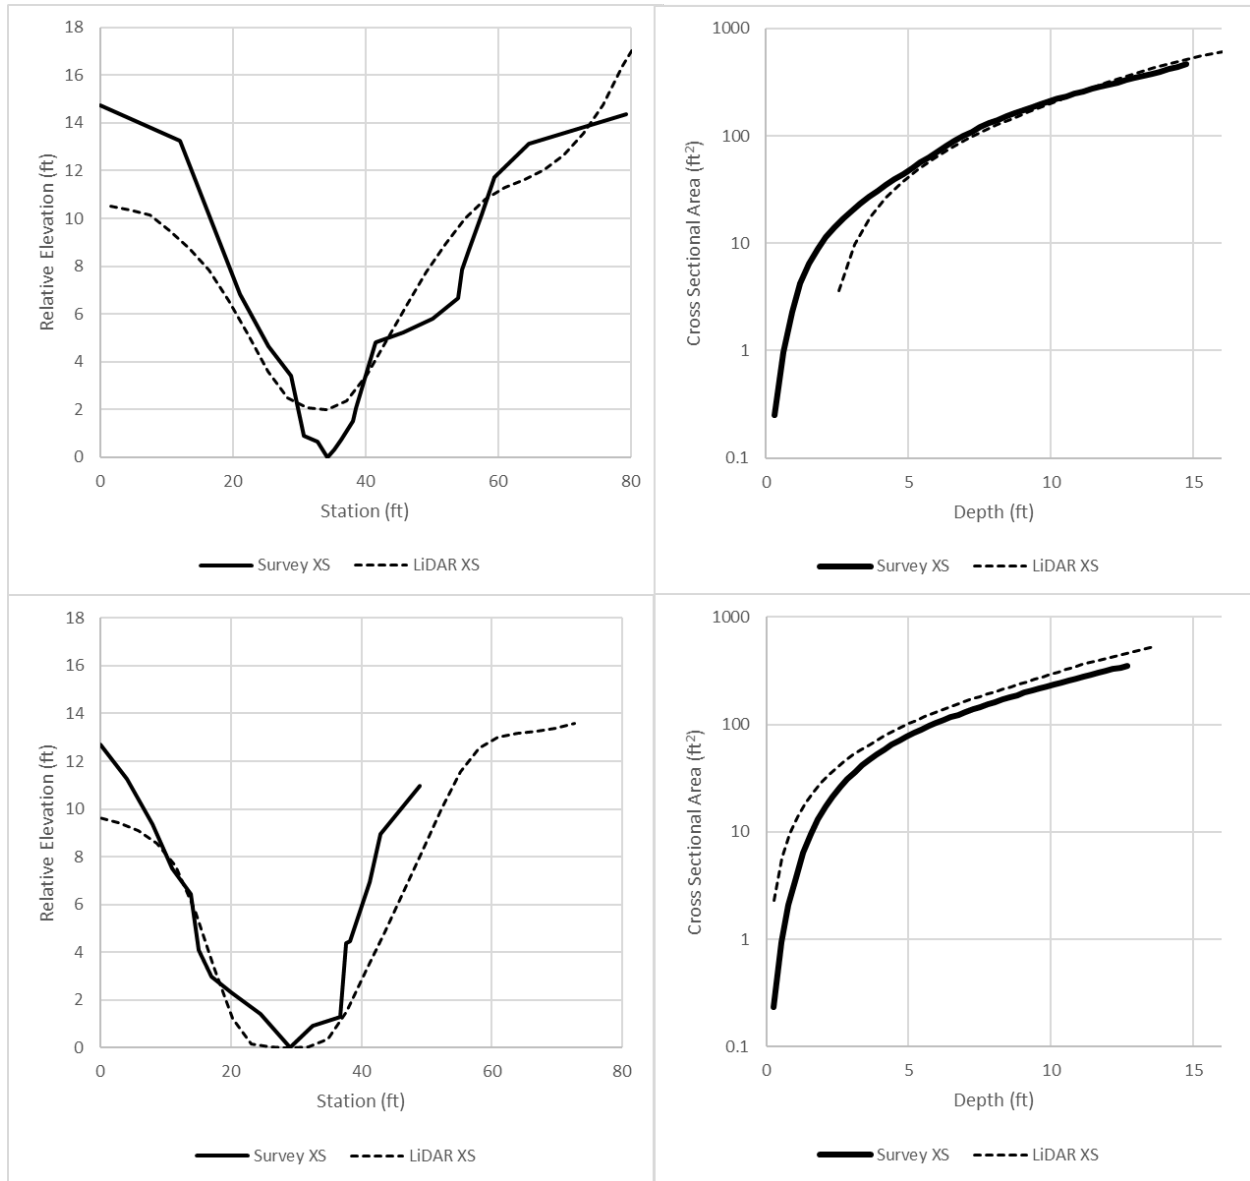 18
16
14
12
10
8
6
4
2
0
Relative Elevation (ft)
0 20 40 60 80
Station (ft)
Survey XS LiDAR XS
1000
100
10
1
0.1
Cross Sectional Area (ft²)
0 5 10 15
Depth (ft)
Survey XS LiDAR XS
18
16
14
12
10
8
6
4
2
0
Relative Elevation (ft)
0 20 40 60 80
Station (ft)
Survey XS LiDAR XS
1000
100
10
1
0.1
Cross Sectional Area (ft²)
0 5 10 15
Depth (ft)
Survey XS LiDAR XS